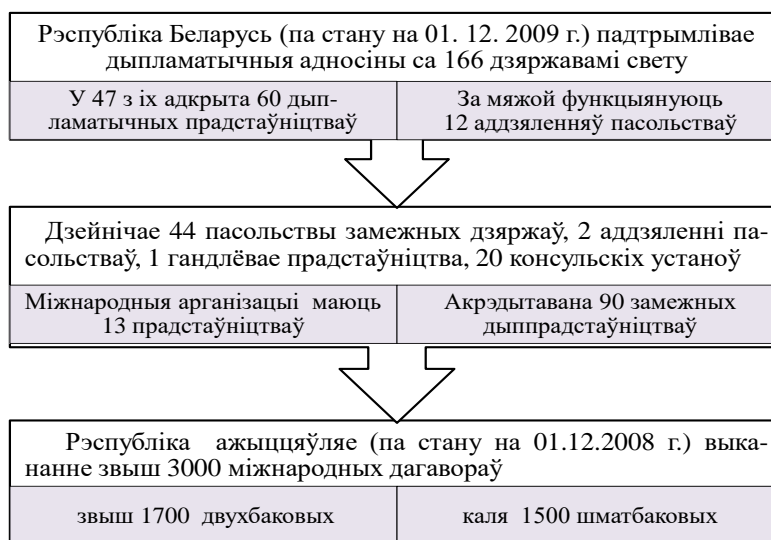 Рэспубліка Беларусь (па стану на 01. 12. 2009 г.) падтрымлівае
дыпламатычныя адносіны са 166 дзяржавамі свету
У 47 з іх адкрыта 60 дып-
ламатычных прадстаўніцтваў
За мяжой функцыянуюць
12 аддзяленняў пасольстваў
Дзейнічае 44 пасольствы замежных дзяржаў, 2 аддзяленні па-
сольстваў, 1 гандлёвае прадстаўніцтва, 20 консульскіх устаноў
Міжнародныя арганізацыі маюць
13 прадстаўніцтваў
Акрэдытавана 90 замежных
дыппрадстаўніцтваў
Рэспубліка ажыццяўляе (па стану на 01.12.2008 г.) выка-
нанне звыш 3000 міжнародных дагавораў
звыш 1700 двухбаковых
каля 1500 шматбаковых